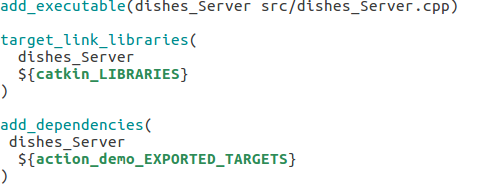 add_executable(dishes_Server src/dishes_Server.cpp)
target_link_libraries(
dishes_Server
${catkin_LIBRARIES}
)
add_dependencies(
dishes_Server
${action_demo_EXPORTED_TARGETS}
)